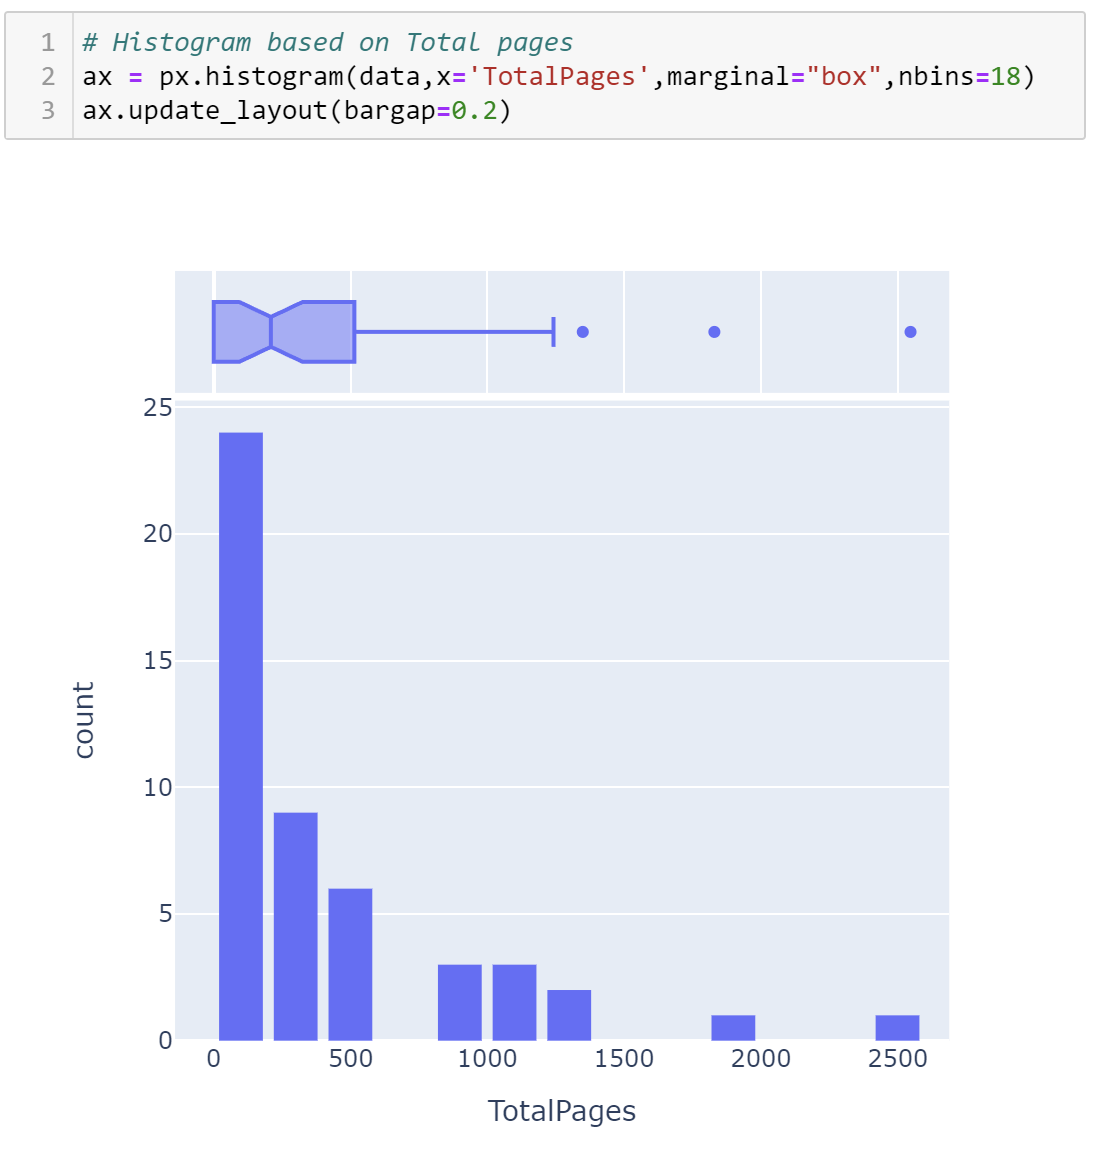 1 # Histogram based on Total pages
2 ax = px.histogram(data,x='TotalPages',marginal="box",nbins=18)
3 ax.update_layout(bargap=0.2)
25
20
15
10
5
0
count
0 500 1000 1500 2000 2500
TotalPages